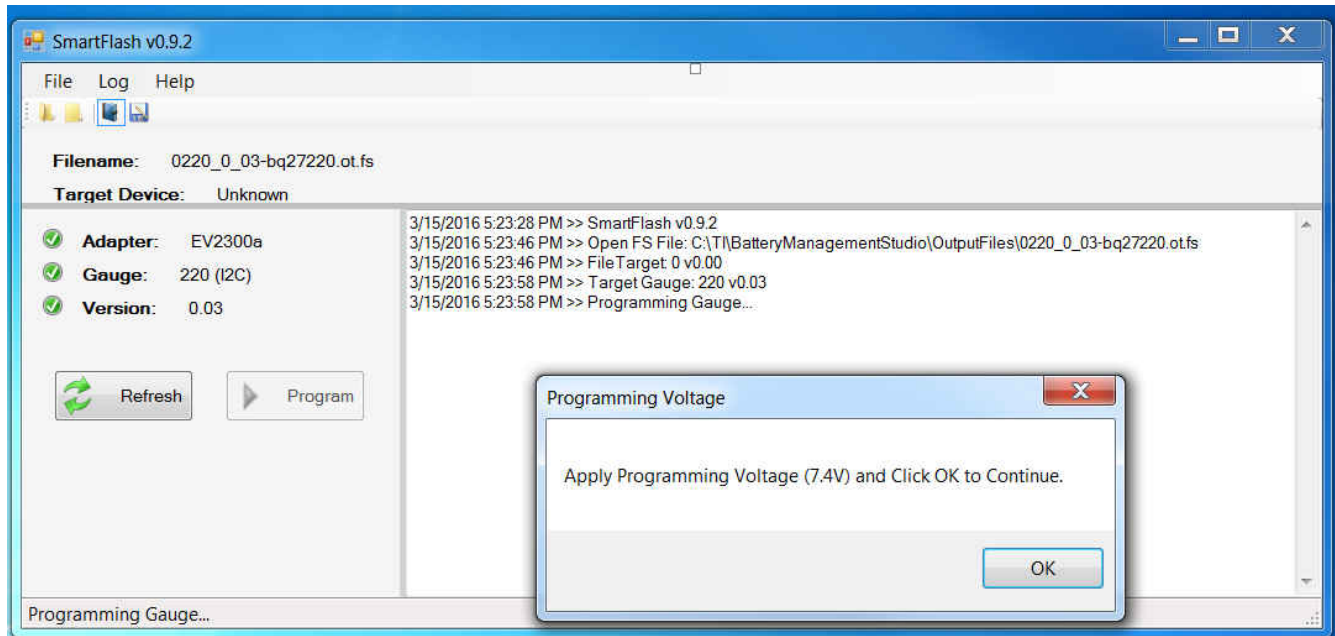 SmartFlash v0.9.2
File Log Help
Filename: 0220_0_03-bq27220.ot.fs
Target Device: Unknown
Adapter: EV2300a
Gauge: 220 (I2C)
Version: 0.03
Refresh Program
3/15/2016 5:23:28 PM >> SmartFlash v0.9.2
3/15/2016 5:23:46 PM >> Open FS File: C:\TI\BatteryManagementStudio\OutputFiles\0220_0_03-bq27220.ot.fs
3/15/2016 5:23:46 PM >> FileTarget: 0 v0.00
3/15/2016 5:23:58 PM >> Target Gauge: 220 v0.03
3/15/2016 5:23:58 PM >> Programming Gauge...
Programming Voltage
Apply Programming Voltage (7.4V) and Click OK to Continue.
OK
Programming Gauge...